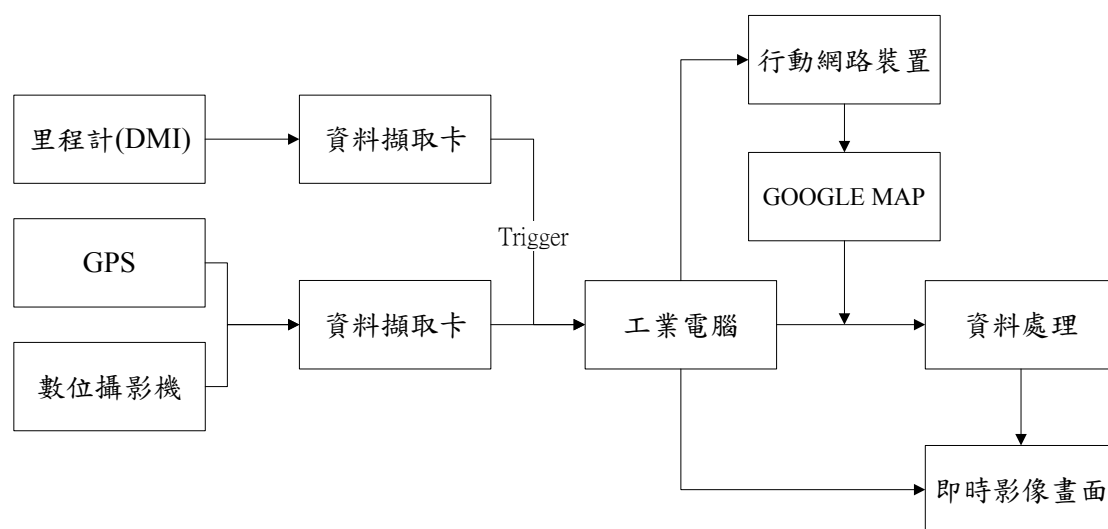 行動網路裝置
里程計(DMI)
資料擷取卡
GOOGLE MAP
Trigger
GPS
資料擷取卡
工業電腦
資料處理
數位攝影機
即時影像畫面